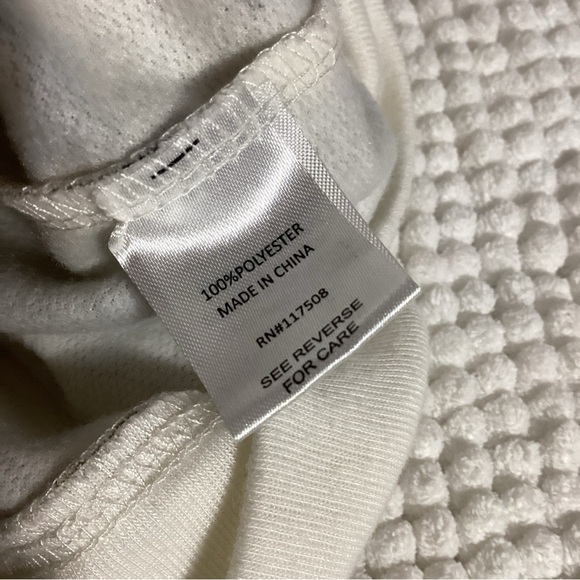 100%POLYESTER
MADE IN CHINA
RN#117508
SEE REVERSE
FOR CARE